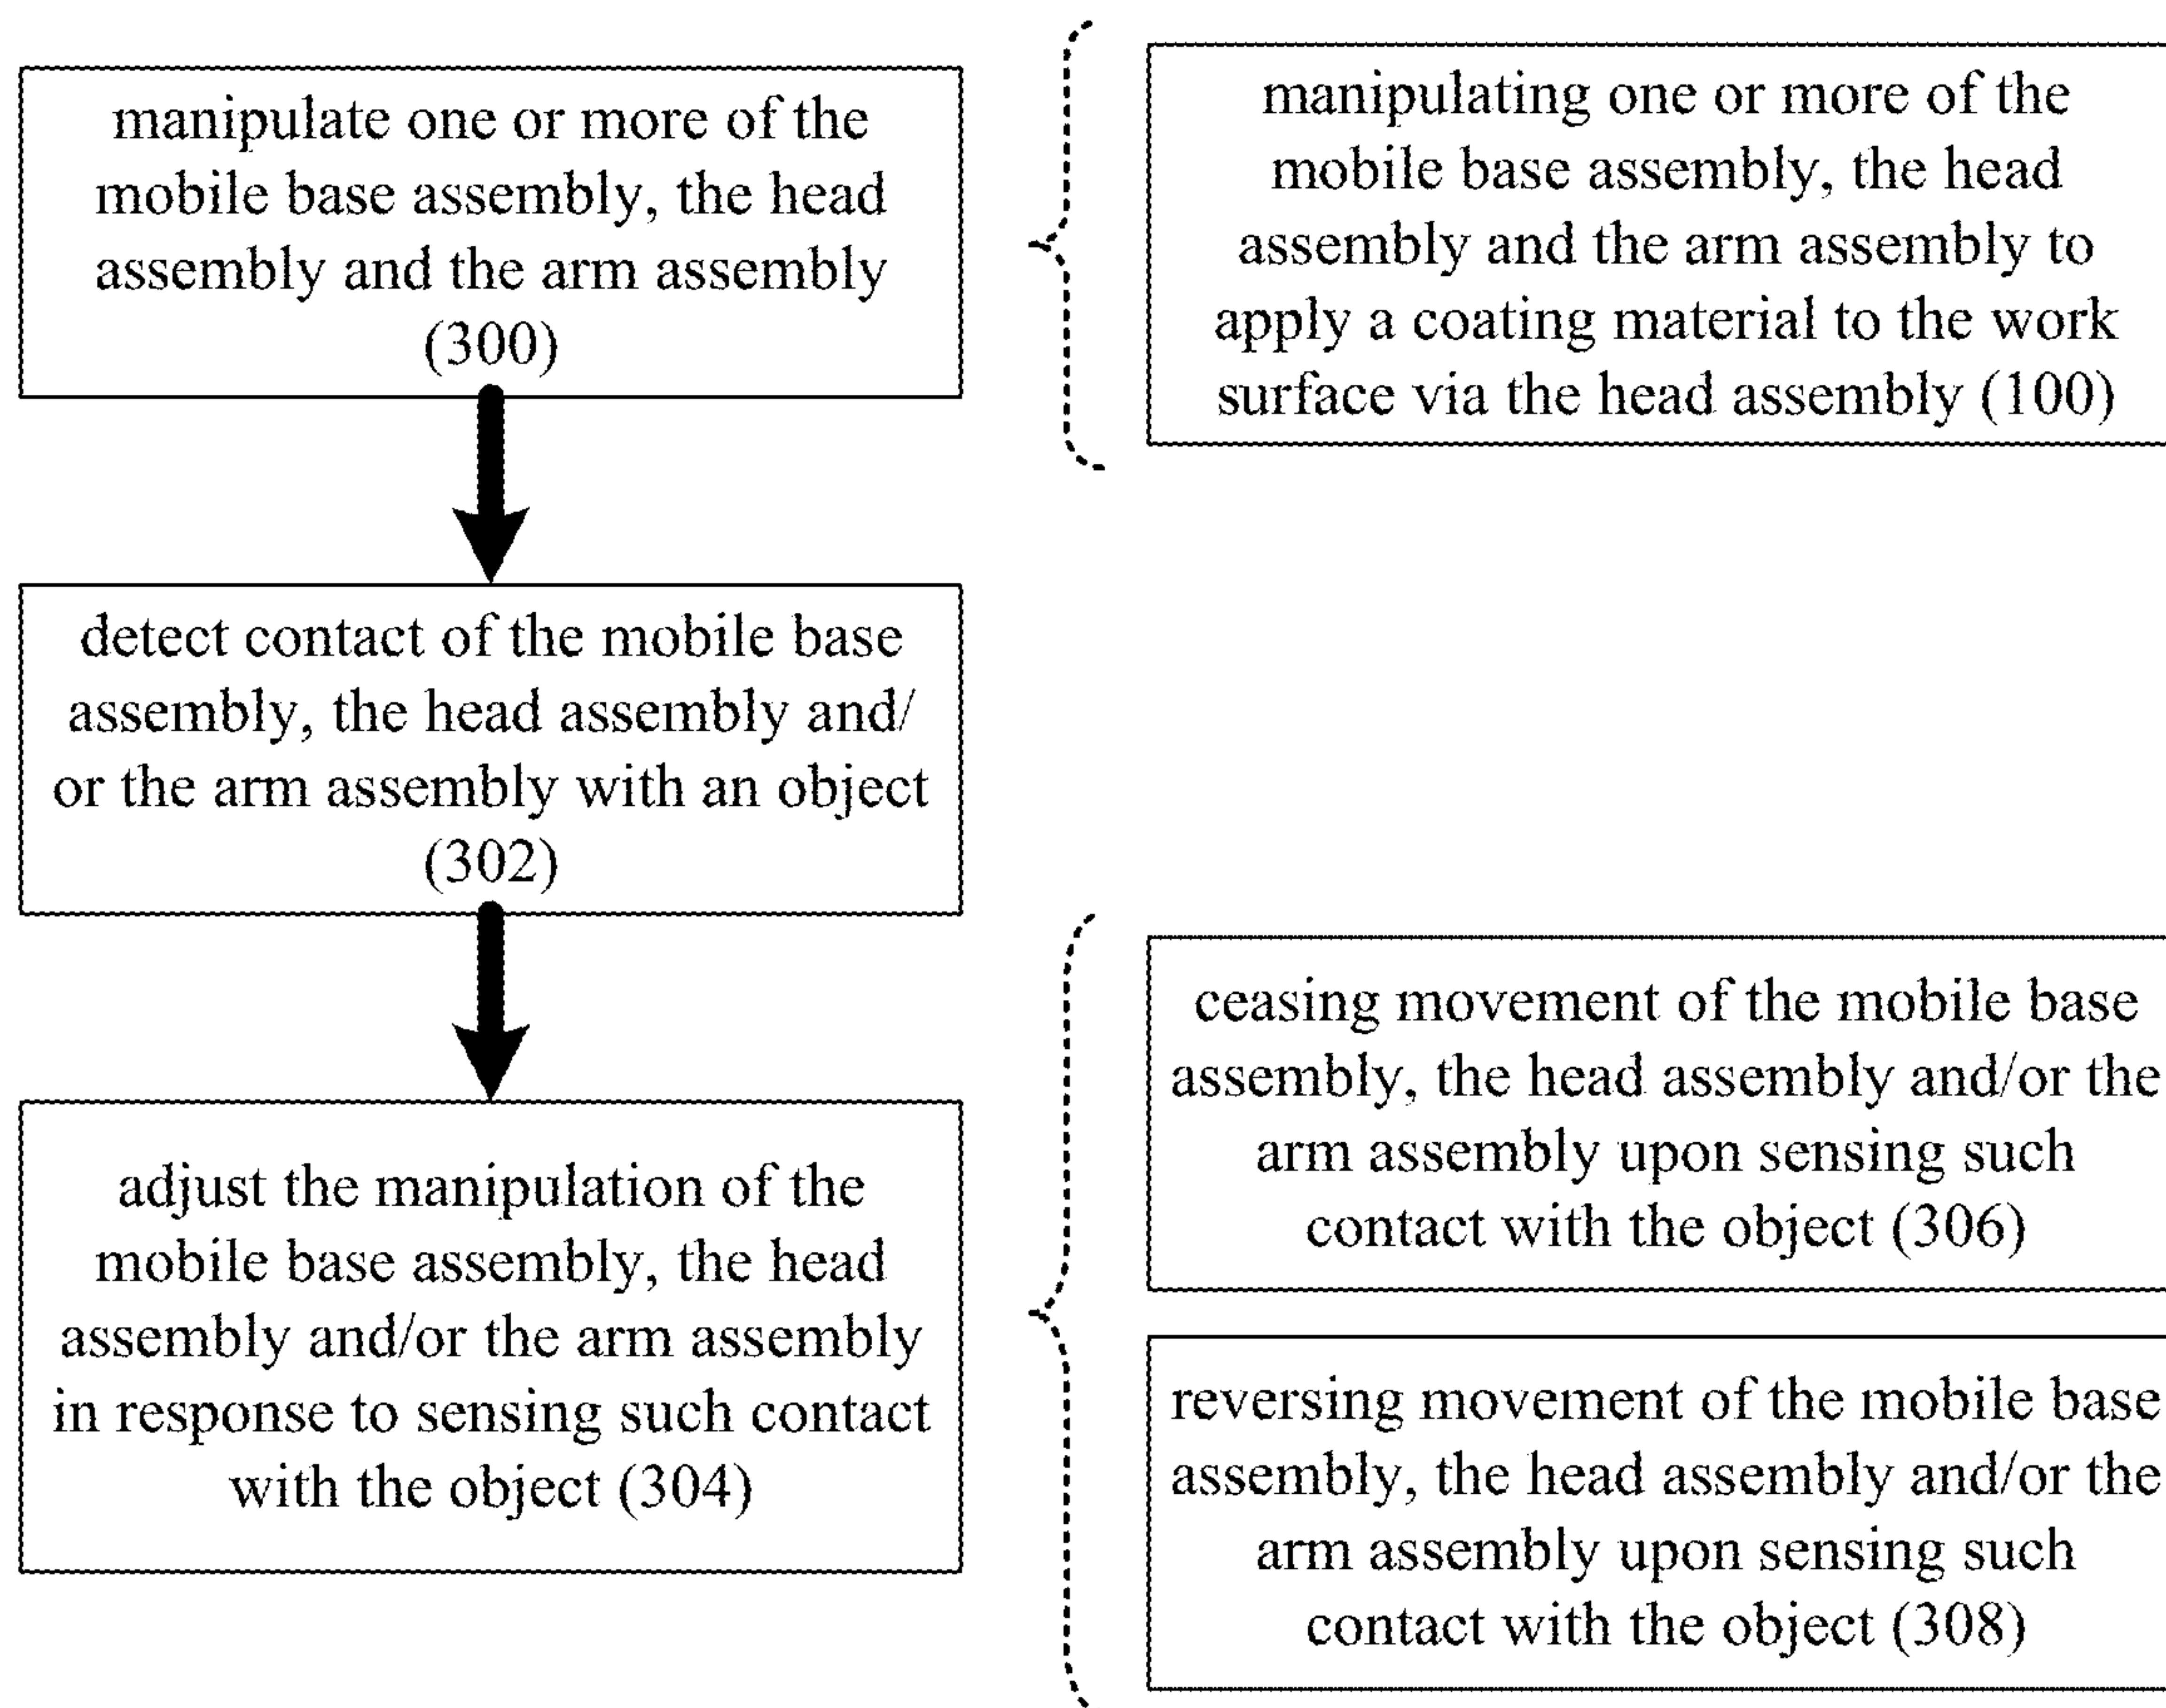 manipulate one or more of the
mobile base assembly, the head
assembly and the arm assembly
(300)
manipulating one or more of the
mobile base assembly, the head
assembly and the arm assembly to
apply a coating material to the work
surface via the head assembly (100)
detect contact of the mobile base
assembly, the head assembly and/
or the arm assembly with an object
(302)
adjust the manipulation of the
mobile base assembly, the head
assembly and/or the arm assembly
in response to sensing such contact
with the object (304)
ceasing movement of the mobile base
assembly, the head assembly and/or the
arm assembly upon sensing such
contact with the object (306)
reversing movement of the mobile base
assembly, the head assembly and/or the
arm assembly upon sensing such
contact with the object (308)